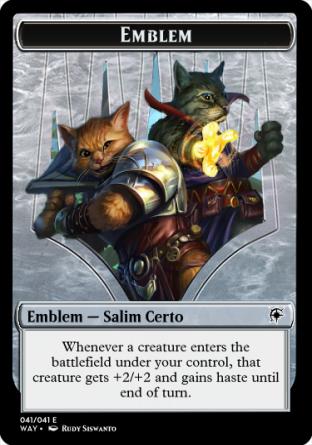 EMBLEM
Emblem — Salim Certo
Whenever a creature enters the
battlefield under your control, that
creature gets +2/+2 and gains haste until
end of turn.
041/041 E
WAY • RUDY SISWANTO